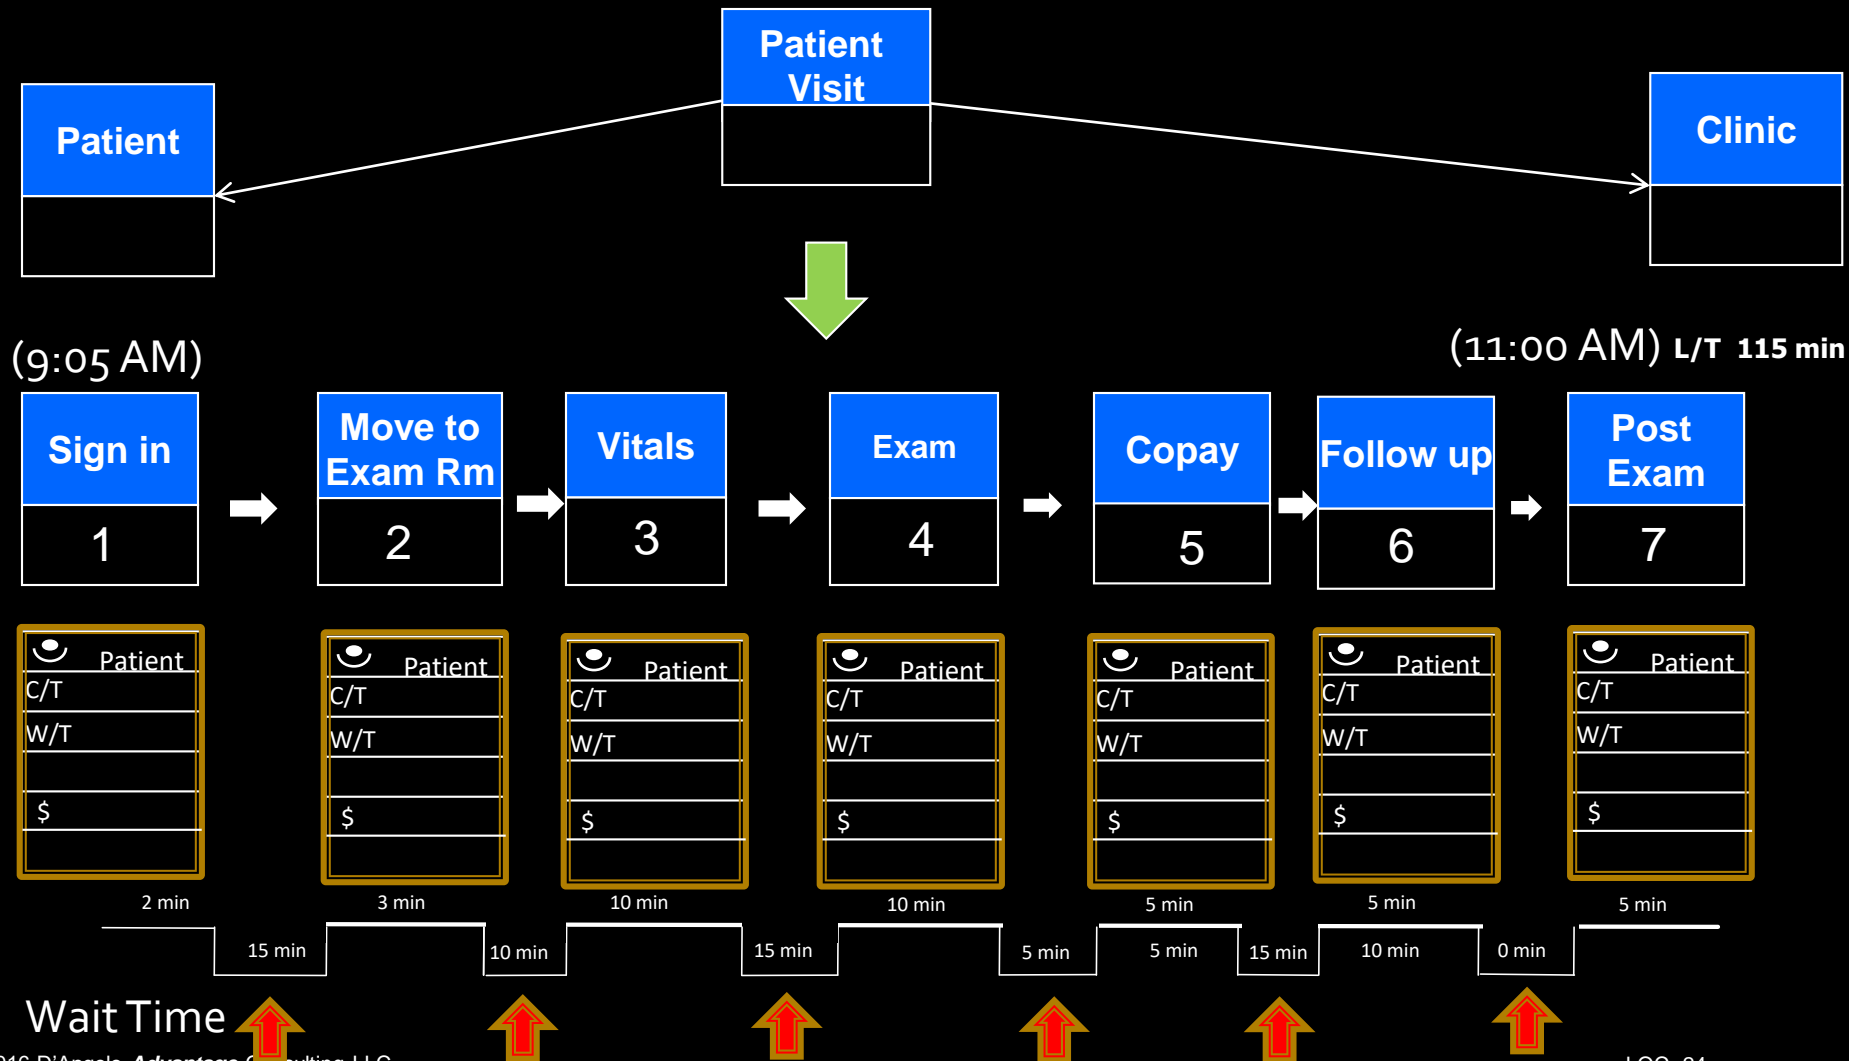 Patient
Visit
Patient
Clinic
(9:05 AM)
(11:00 AM) L/T 115 min
Sign in
1
Move to
Exam Rm
2
Vitals
3
Exam
4
Copay
5
Follow up
6
Post
Exam
7
Patient
C/T
W/T
$
Patient
C/T
W/T
$
Patient
C/T
W/T
$
Patient
C/T
W/T
$
Patient
C/T
W/T
$
Patient
C/T
W/T
$
Patient
C/T
W/T
$
2 min 3 min 10 min 10 min 5 min 5 min 5 min
15 min 10 min 15 min 5 min 5 min 15 min 10 min 0 min
Wait Time
D'Angelo Advantage LLC